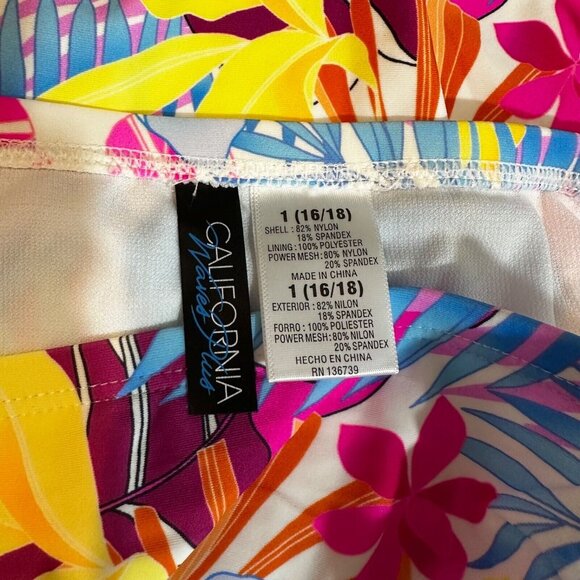 CALIFORNIA
Waves Plus
1 (16/18)
SHELL : 82% NYLON
18% SPANDEX
LINING : 100% POLYESTER
POWER MESH : 80% NYLON
20% SPANDEX
MADE IN CHINA
1 (16/18)
EXTERIOR : 82% NILON
18% SPANDEX
FORRO : 100% POLIESTER
POWER MESH : 80% NILON
20% SPANDEX
HECHO EN CHINA
RN 136739